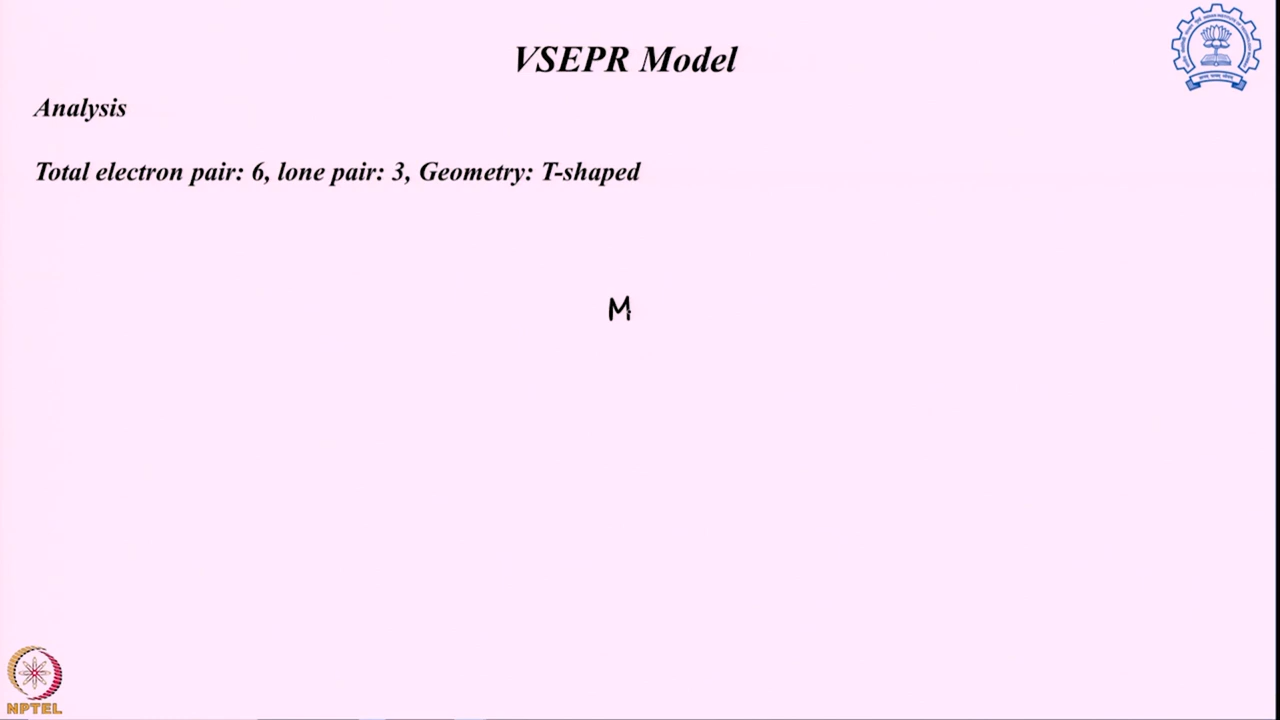 VSEPR Model
Analysis
Total electron pair: 6, lone pair: 3, Geometry: T-shaped
M
NPTEL